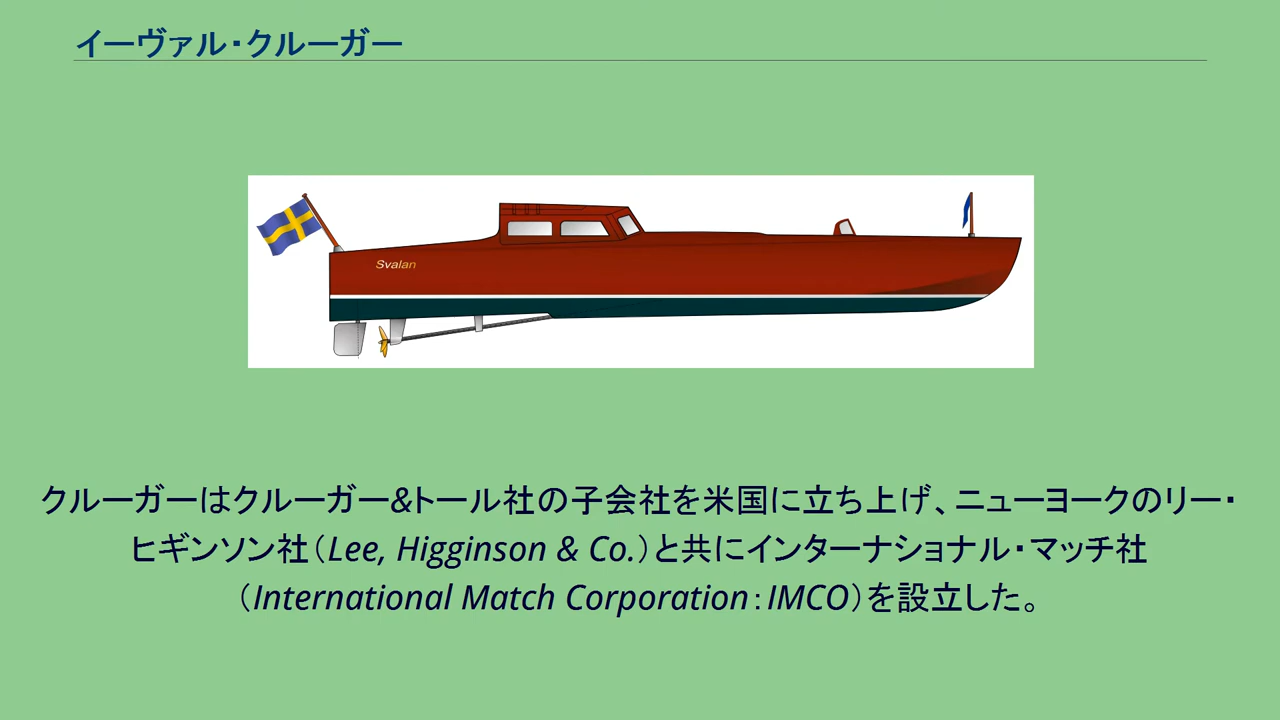 イーヴァル・クルーガー
Svalan
クルーガーはクルーガー&トール社の子会社を米国に立ち上げ、ニューヨークのリー・
ヒギンソン社（Lee, Higginson & Co.）と共にインターナショナル・マッチ社
（International Match Corporation：IMCO）を設立した。